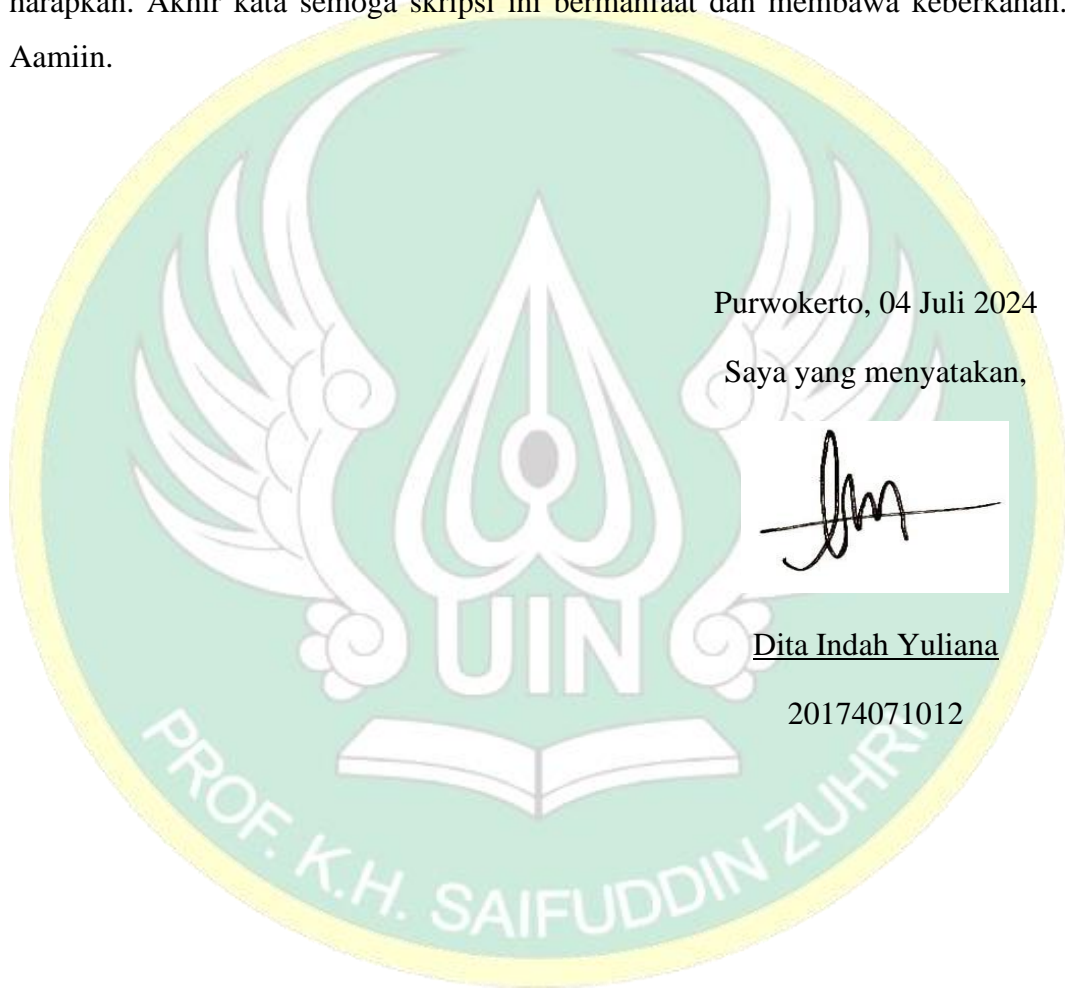 harapkan. Akhir kata semoga skripsi ini bermanfaat dan membawa keberkahan.
Aamiin.
Purwokerto, 04 Juli 2024
Saya yang menyatakan,
Dita Indah Yuliana
20174071012
UIN
PROF. K.H. SAIFUDDIN ZUHRI